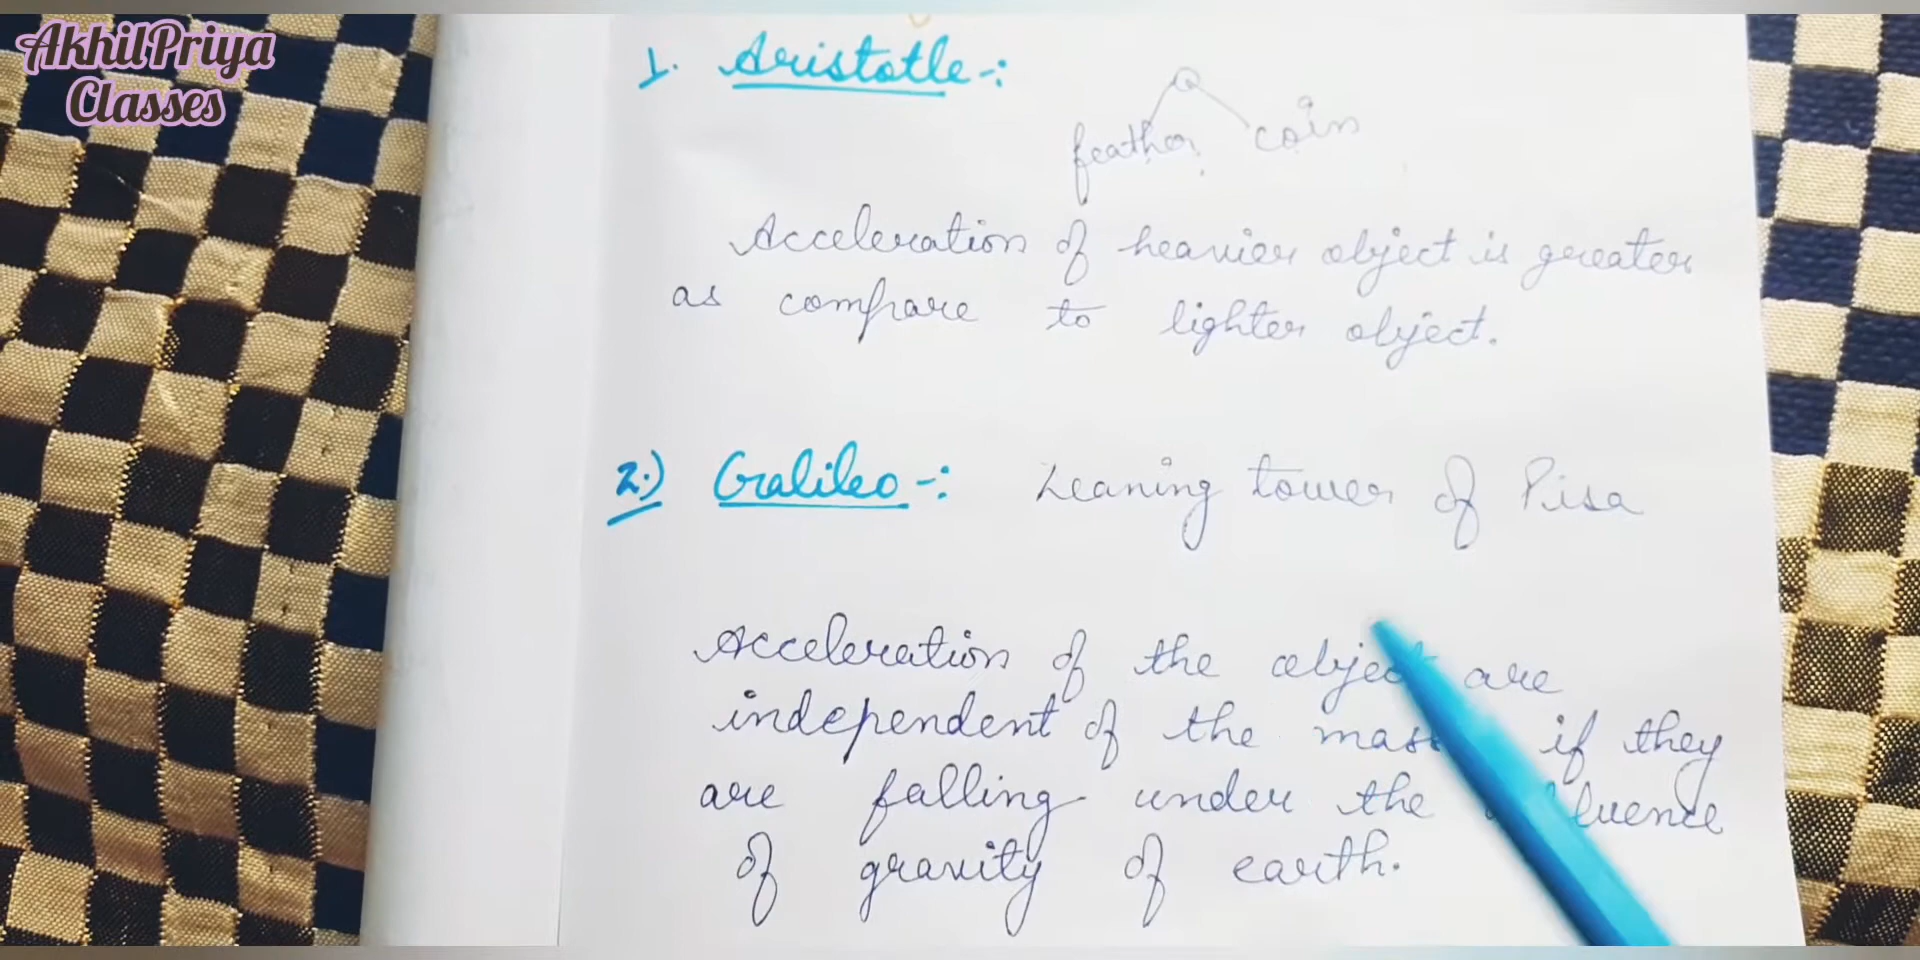 AkhilPriya
Classes
1. Aristotle-:
feather coin
Acceleration of heavier object is greater
as compare to lighter object.
2.) Galileo-: Leaning tower of Pisa
Acceleration of the object are
independent of the mass if they
are falling under the
of gravity of earth.